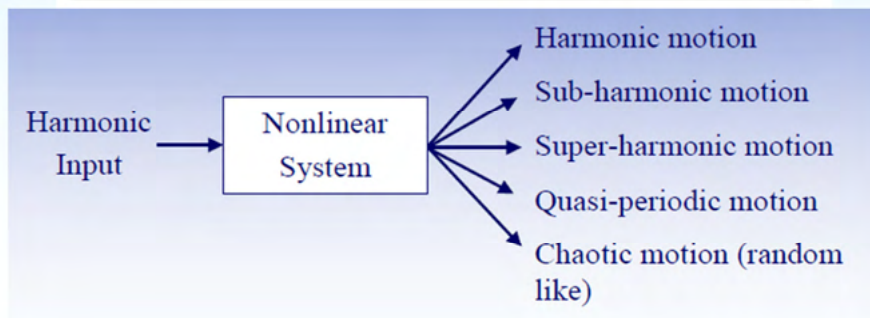 Harmonic
Input
Nonlinear
System
Harmonic motion
Sub-harmonic motion
Super-harmonic motion
Quasi-periodic motion
Chaotic motion (random
like)